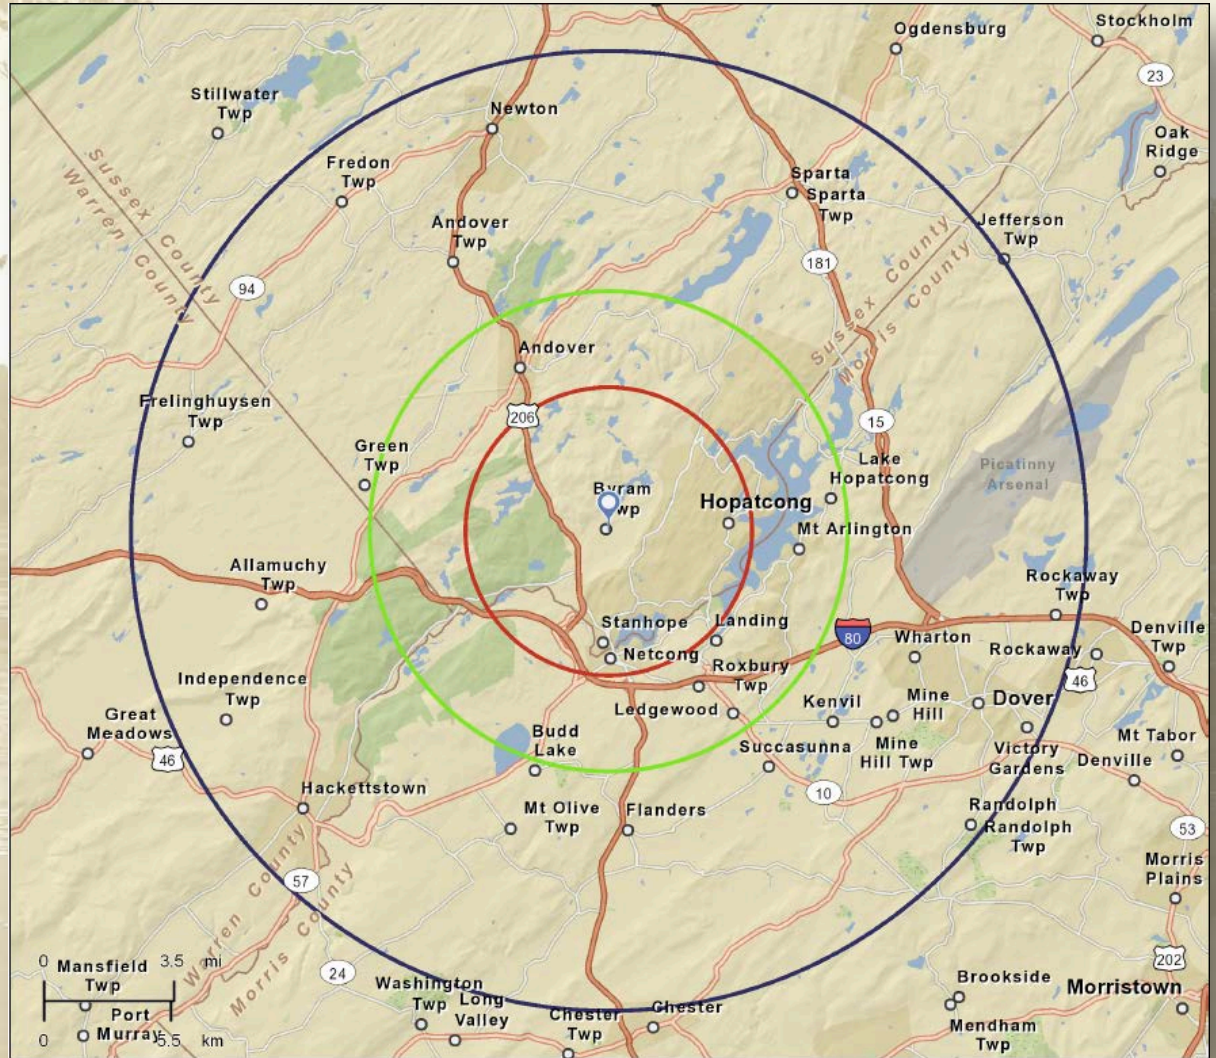 Stockholm
Ogdensburg
23
Stillwater
Twp
Newton
Oak
Ridge
Fredon
Twp
Sparta
Sparta
Twp
Sussex County
Warren County
Andover
Twp
Jefferson
Twp
181
94
Sussex County
Morris County
Andover
Frelinghuysen
Twp
206
15
Green
Twp
Lake
Hopatcong
Picatinny
Arsenal
Byram
Twp
Hopatcong
Mt Arlington
Allamuchy
Twp
Rockaway
Twp
Stanhope
Landing
80
Wharton
Denville
Twp
Netcong
Rockaway
Roxbury
Twp
46
Independence
Twp
Ledgewood
Kenvil
Mine
Hill
Dover
Great
Meadows
Budd
Lake
Succasunna
Mine
Hill Twp
Victory
Gardens
Mt Tabor
Denville
46
Hackettstown
10
Mt Olive
Twp
Flanders
Randolph
Randolph
Twp
53
Morris
Plains
57
Warren County
Morris County
202
0 3.5 mi
Mansfield
Twp
24
Washington
Twp
Long
Valley
Brookside
Morristown
Port
Murray
Chester
Twp
Chester
Mendham
Twp
0 5.5 km